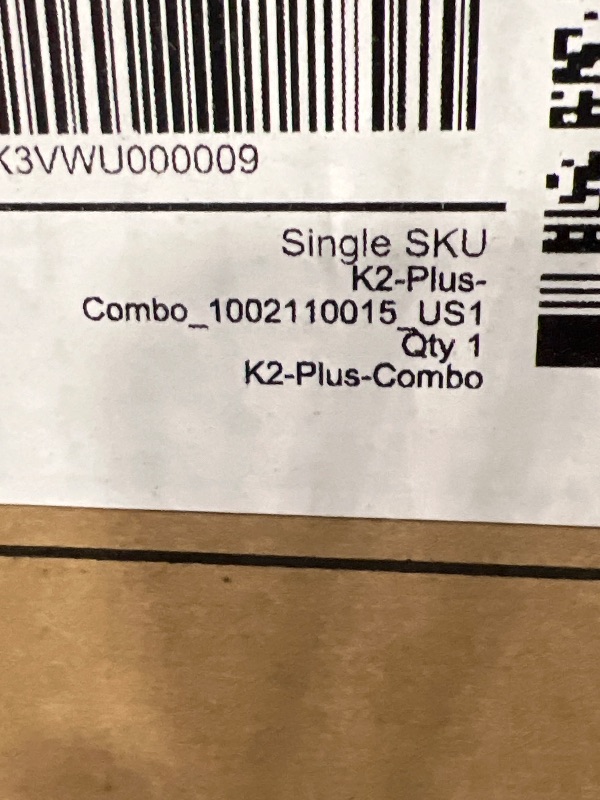 K3VWU000009
Single SKU
K2-Plus-
Combo_1002110015_US1
Qty 1
K2-Plus-Combo